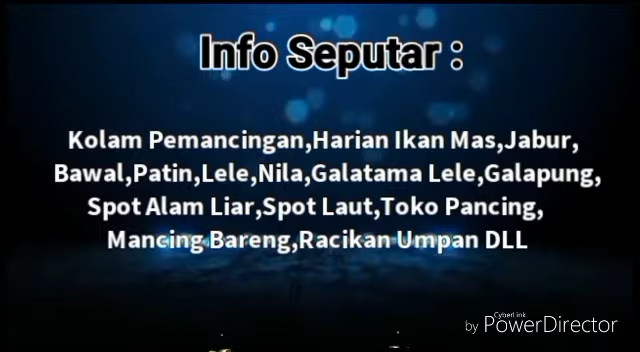 Info Seputar :
Kolam Pemancingan,Harian Ikan Mas,Jabur,
Bawal,Patin,Lele,Nila,Galatama Lele,Galapung,
Spot Alam Liar,Spot Laut,Toko Pancing,
Mancing Bareng,Racikan Umpan DLL
CyberLink
by PowerDirector